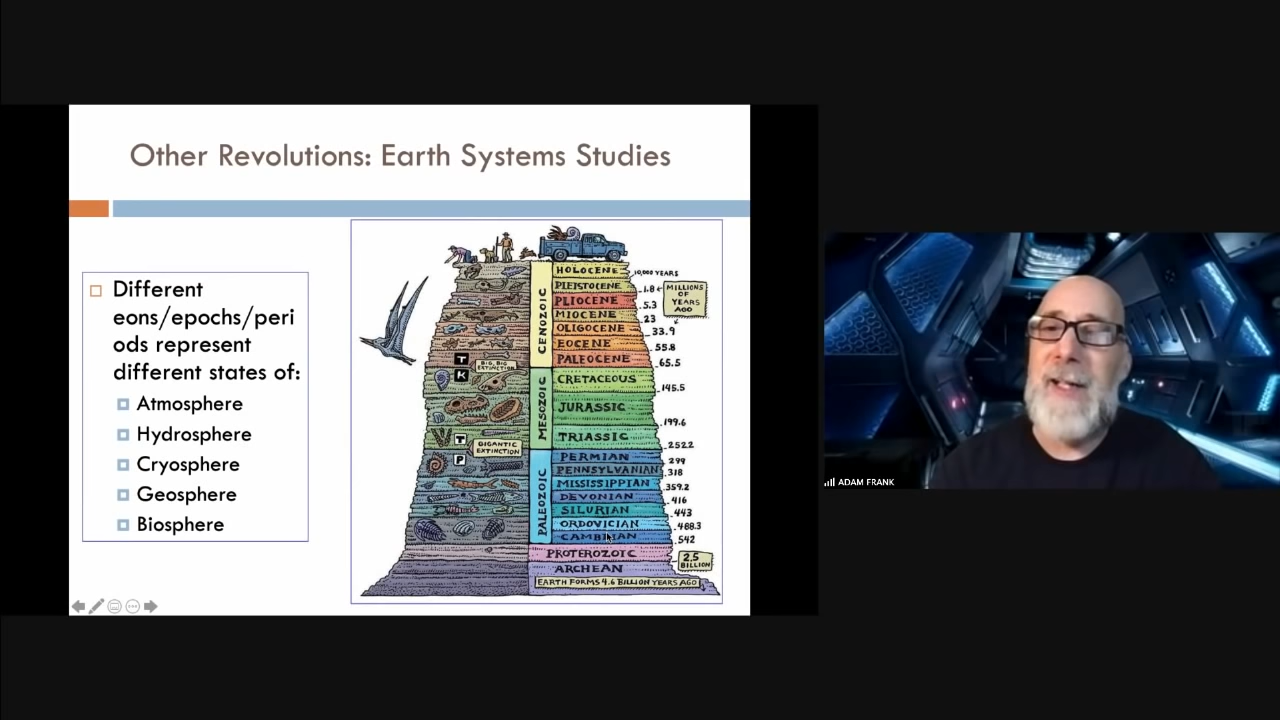 Other Revolutions: Earth Systems Studies
Different
eons/epochs/peri
ods represent
different states of:
Atmosphere
Hydrosphere
Cryosphere
Geosphere
Biosphere
CENOZOIC
HOLOCENE
10,000 YEARS
PLEISTOCENE
1.8
MILLIONS
OF
YEARS
AGO
PLIOCENE
5.3
MIOCENE
23
OLIGOCENE
33.9
EOCENE
55.8
PALEOCENE
65.5
T
BIG, BIG
EXTINCTION
K
MESOZOIC
CRETACEOUS
145.5
JURASSIC
199.6
TRIASSIC
252.2
T
GIGANTIC
EXTINCTION
P
PALEOZOIC
PERMIAN
299
PENNSYLVANIAN
318
MISSISSIPPIAN
359.2
DEVONIAN
416
SILURIAN
443
ORDOVICIAN
488.3
CAMBRIAN
542
PROTEROZOIC
2.5
BILLION
ARCHEAN
EARTH FORMS 4.6 BILLION YEARS AGO
ADAM FRANK